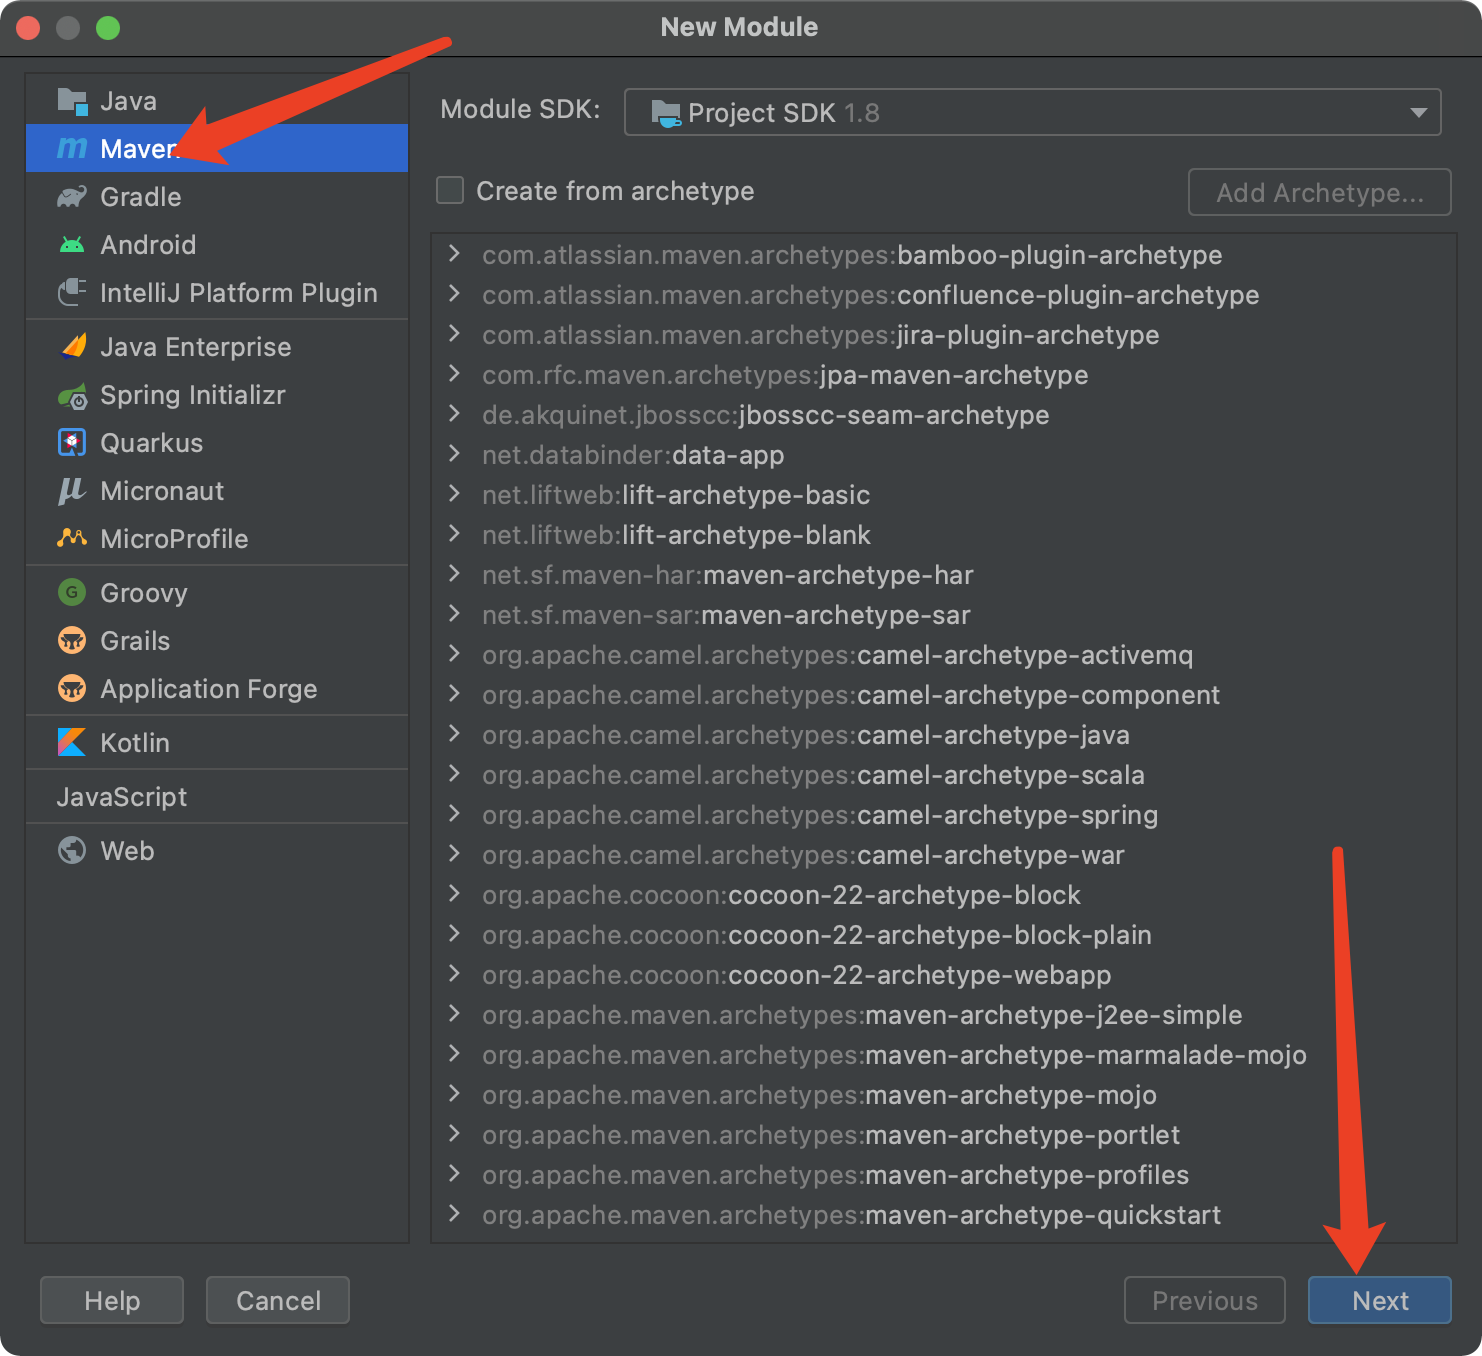 New Module
Java
Maven
Gradle
Android
IntelliJ Platform Plugin
Java Enterprise
Spring Initializr
Quarkus
Micronaut
MicroProfile
G Groovy
Grails
Application Forge
Kotlin
JavaScript
Web
Module SDK: Project SDK 1.8
Create from archetype
Add Archetype...
com.atlassian.maven.archetypes:bamboo-plugin-archetype
com.atlassian.maven.archetypes:confluence-plugin-archetype
com.atlassian.maven.archetypes:jira-plugin-archetype
com.rfc.maven.archetypes:jpa-maven-archetype
de.akquinet.jbosscc:jbosscc-seam-archetype
net.databinder:data-app
net.liftweb:lift-archetype-basic
net.liftweb:lift-archetype-blank
net.sf.maven-har:maven-archetype-har
net.sf.maven-sar:maven-archetype-sar
org.apache.camel.archetypes:camel-archetype-activemq
org.apache.camel.archetypes:camel-archetype-component
org.apache.camel.archetypes:camel-archetype-java
org.apache.camel.archetypes:camel-archetype-scala
org.apache.camel.archetypes:camel-archetype-spring
org.apache.camel.archetypes:camel-archetype-war
org.apache.cocoon:cocoon-22-archetype-block
org.apache.cocoon:cocoon-22-archetype-block-plain
org.apache.cocoon:cocoon-22-archetype-webapp
org.apache.maven.archetypes:maven-archetype-j2ee-simple
org.apache.maven.archetypes:maven-archetype-marmalade-mojo
org.apache.maven.archetypes:maven-archetype-mojo
org.apache.maven.archetypes:maven-archetype-portlet
org.apache.maven.archetypes:maven-archetype-profiles
org.apache.maven.archetypes:maven-archetype-quickstart
Help
Cancel
Previous
Next